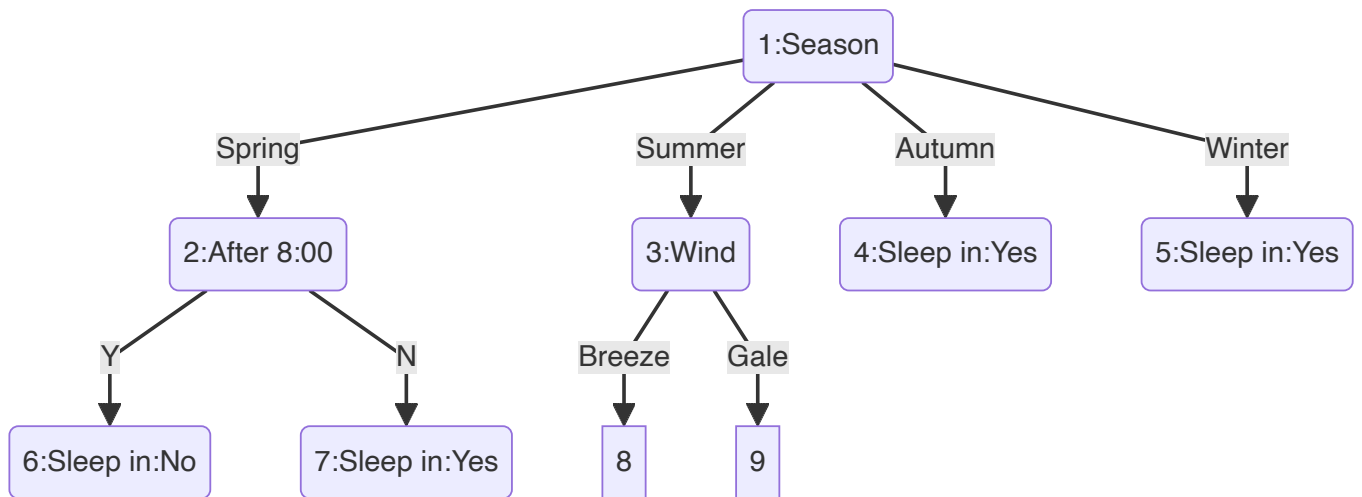 1:Season
Spring
Summer
Autumn
Winter
2:After 8:00
3:Wind
4:Sleep in:Yes
5:Sleep in:Yes
Y
N
Breeze
Gale
6:Sleep in:No
7:Sleep in:Yes
8
9